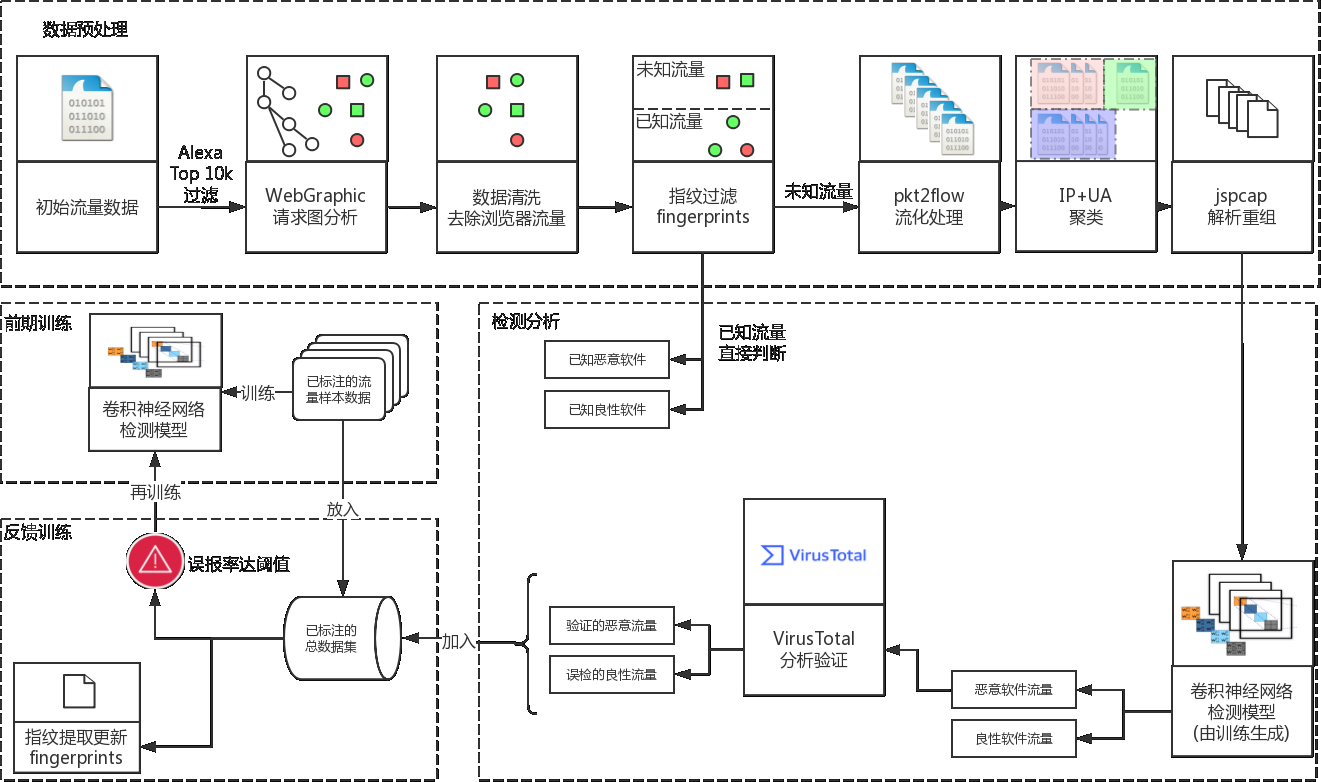 数据预处理
010101
011010
011100
初始流量数据
Alexa
Top 10k
过滤
WebGraphic
请求图分析
数据清洗
去除浏览器流量
未知流量
已知流量
指纹过滤
fingerprints
未知流量
010101
011010
011100
pkt2flow
流化处理
IP+UA
聚类
jspcap
解析重组
前期训练
卷积神经网络
检测模型
训练
已标注的流
量样本数据
再训练
放入
检测分析
已知恶意软件
已知良性软件
已知流量
直接判断
反馈训练
误报率达阈值
已标注的
总数据集
指纹提取更新
fingerprints
加入
验证的恶意流量
误检的良性流量
VirusTotal
VirusTotal
分析验证
恶意软件流量
良性软件流量
卷积神经网络
检测模型
(由训练生成)